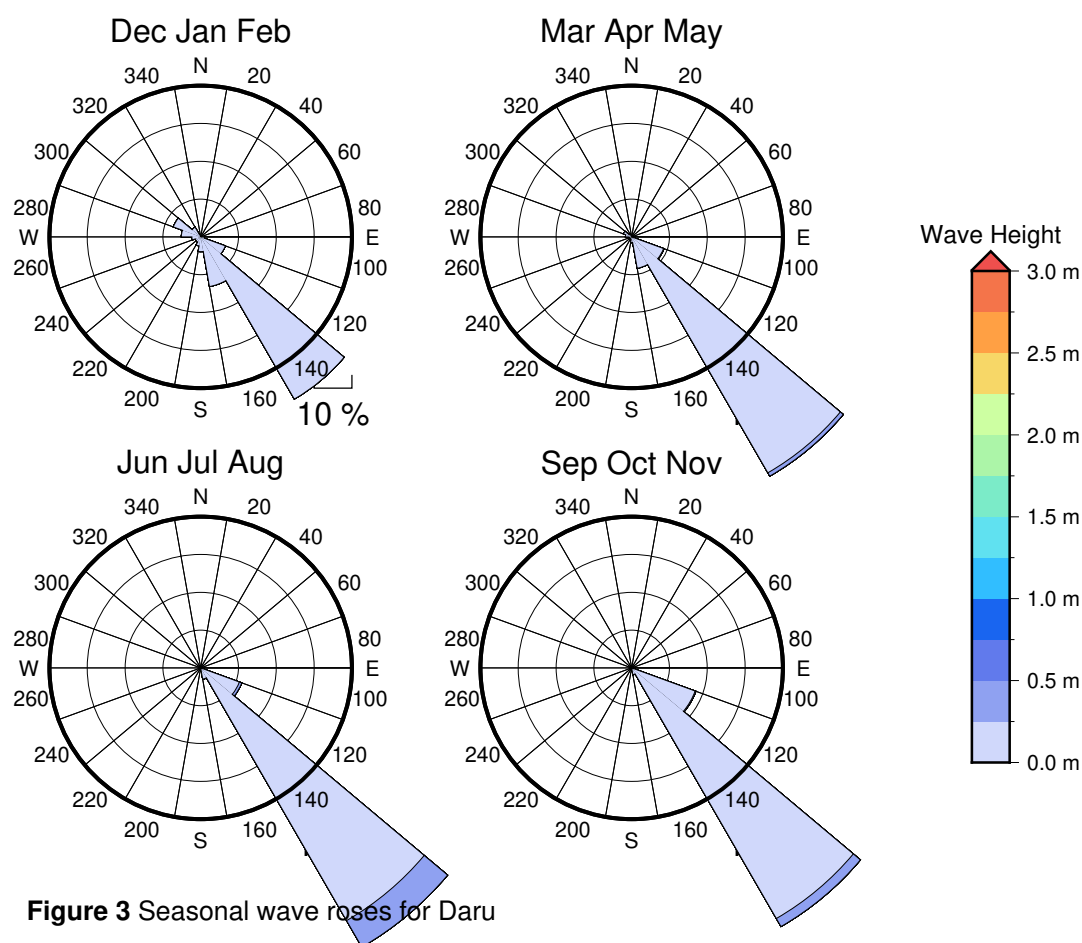 Dec Jan Feb
N
20
40
60
80
E
100
120
140
160
S
200
220
240
260
W
280
300
320
340
10 %
Mar Apr May
N
20
40
60
80
E
100
120
140
160
S
200
220
240
260
W
280
300
320
340
Jun Jul Aug
N
20
40
60
80
E
100
120
140
160
S
200
220
240
260
W
280
300
320
340
Sep Oct Nov
N
20
40
60
80
E
100
120
140
160
S
200
220
240
260
W
280
300
320
340
Wave Height
3.0 m
2.5 m
2.0 m
1.5 m
1.0 m
0.5 m
0.0 m
Figure 3 Seasonal wave roses for Daru